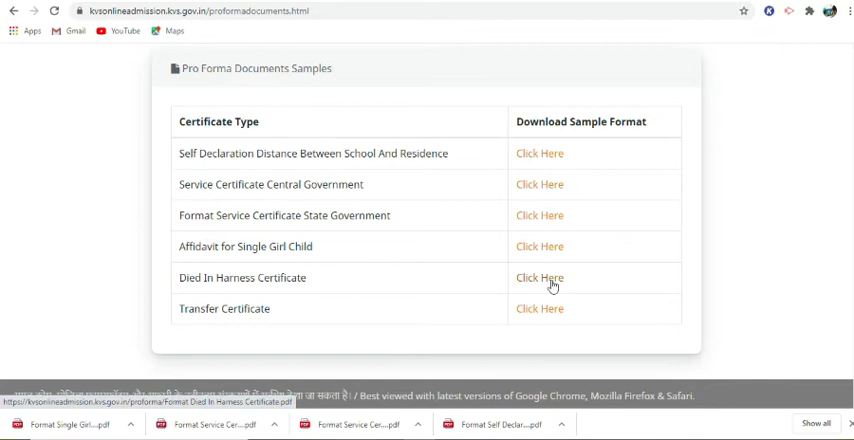 kvsonlineadmission.kvs.gov.in/proformadocuments.html
Apps Gmail YouTube Maps
Pro Forma Documents Samples
Certificate Type Download Sample Format
Self Declaration Distance Between School And Residence Click Here
Service Certificate Central Government Click Here
Format Service Certificate State Government Click Here
Affidavit for Single Girl Child Click Here
Died In Harness Certificate Click Here
Transfer Certificate Click Here
जा सकता है। / Best viewed with latest versions of Google Chrome, Mozilla Firefox & Safari.
https://kvsonlineadmission.kvs.gov.in/proforma/Format Died In Harness Certificate.pdf
Format Single Girl....pdf Format Service Cer....pdf Format Service Cer....pdf Format Self Declar....pdf Show all